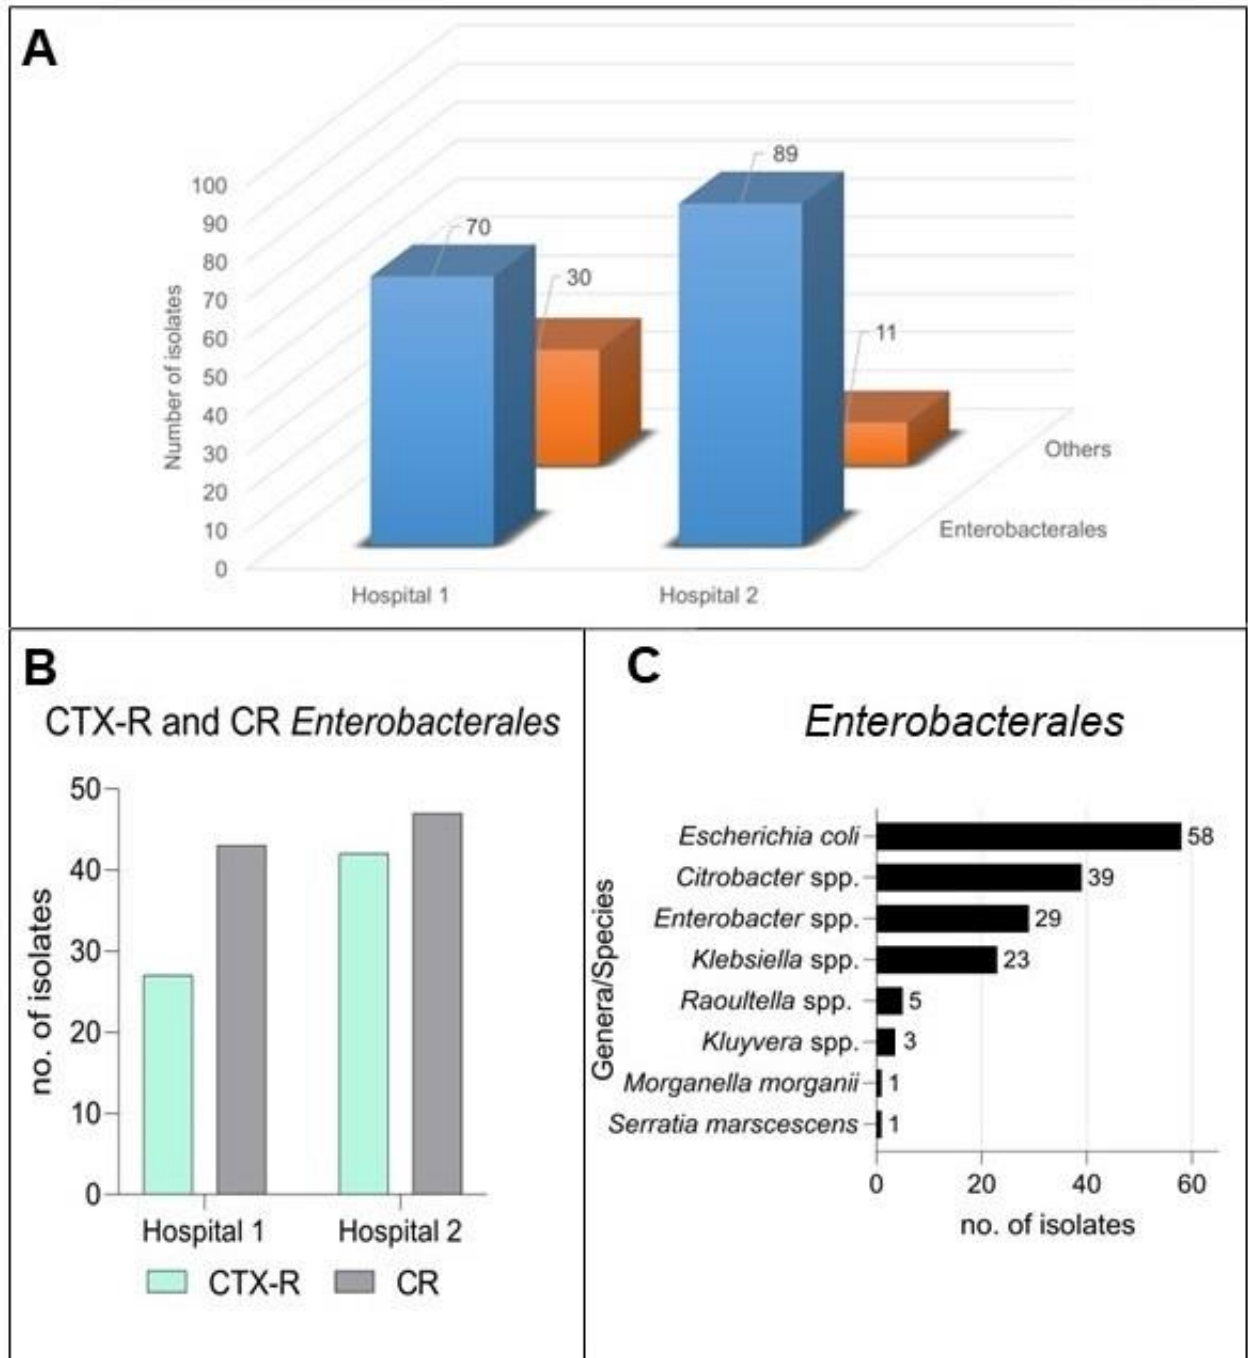 A
Number of isolates
100
90
80
70
60
50
40
30
20
10
0
70
30
89
11
Others
Enterobacterales
Hospital 1
Hospital 2
B
CTX-R and CR Enterobacterales
no. of isolates
50
40
30
20
10
0
Hospital 1
Hospital 2
CTX-R
CR
C
Enterobacterales
Genera/Species
Escherichia coli 58
Citrobacter spp. 39
Enterobacter spp. 29
Klebsiella spp. 23
Raoultella spp. 5
Kluyvera spp. 3
Morganella morganii 1
Serratia marscescens 1
0 20 40 60
no. of isolates